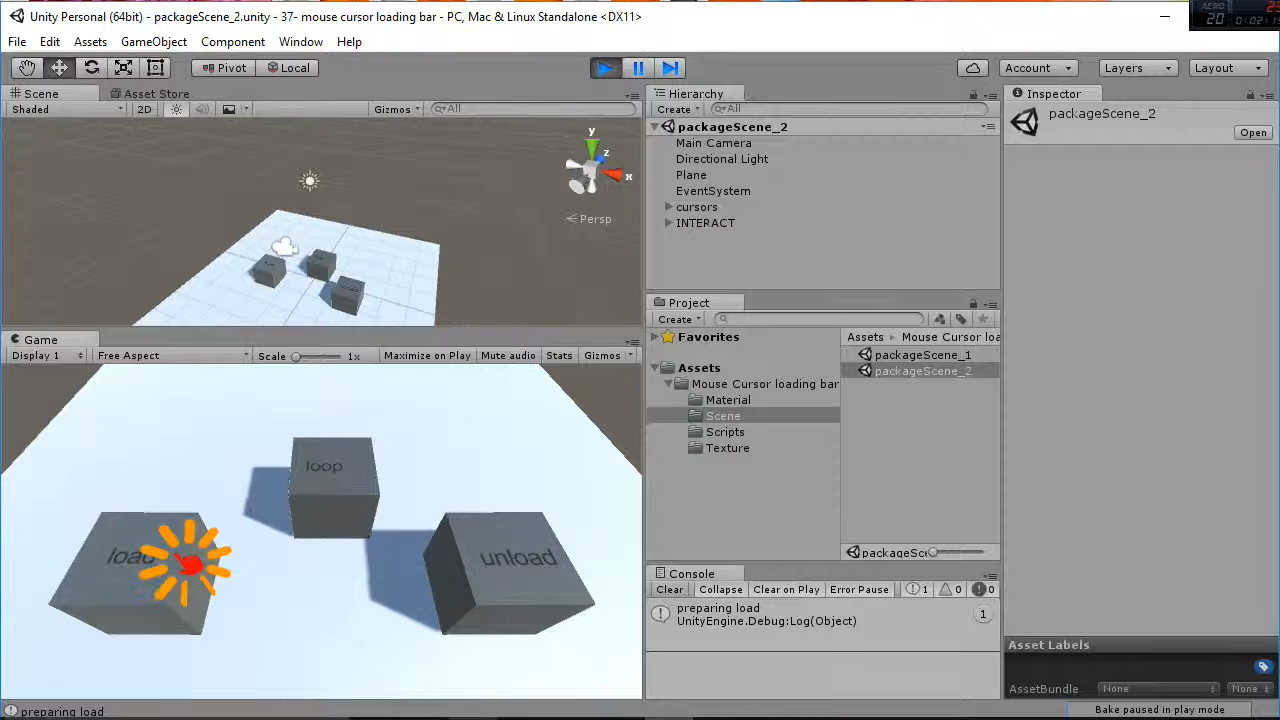 Unity Personal (64bit) - packageScene_2.unity - 37- mouse cursor loading bar - PC, Mac & Linux Standalone <DX11>
AERO
20
File Edit Assets GameObject Component Window Help
Pivot Local Account Layers Layout
Scene Asset Store
Shaded 2D Gizmos All
y
z
x
Persp
Hierarchy
Create All
packageScene_2
Main Camera
Directional Light
Plane
EventSystem
cursors
INTERACT
Inspector
packageScene_2
Open
Game
Display 1 Free Aspect Scale 1x Maximize on Play Mute audio Stats Gizmos
loop
load
unload
Project
Create
Favorites
Assets
Mouse Cursor loading bar
Material
Scene
Scripts
Texture
Assets Mouse Cursor loa
packageScene_1
packageScene_2
packageSce
Console
Clear Collapse Clear on Play Error Pause 1 0 0
preparing load
UnityEngine.Debug:Log(Object)
1
Asset Labels
AssetBundle None None
preparing load
Bake paused in play mode